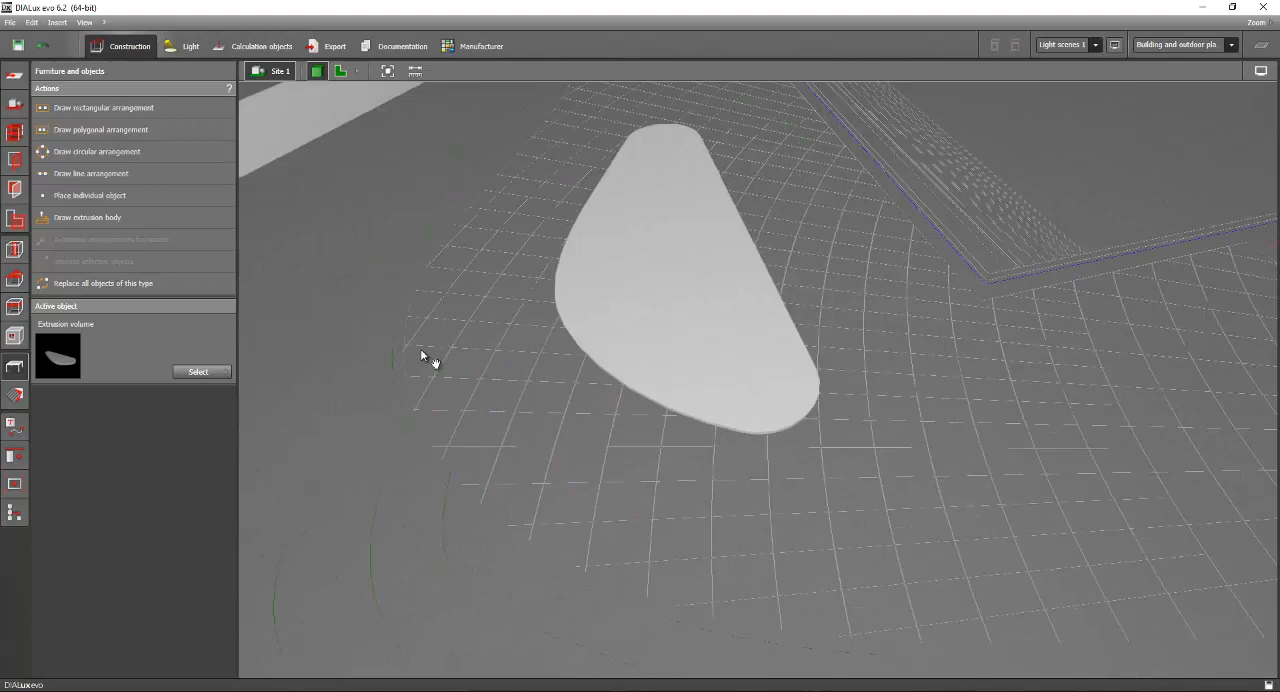 DIALux evo 6.2 (64-bit)
File Edit Insert View Zoom
Construction Light Calculation objects Export Documentation Manufacturer Light scenes 1 Building and outdoor pla
Furniture and objects
Site 1
Actions ?
Draw rectangular arrangement
Draw polygonal arrangement
Draw circular arrangement
Draw line arrangement
Place individual object
Draw extrusion body
Replace all objects of this type
Active object
Extrusion volume
Select
DIALux evo